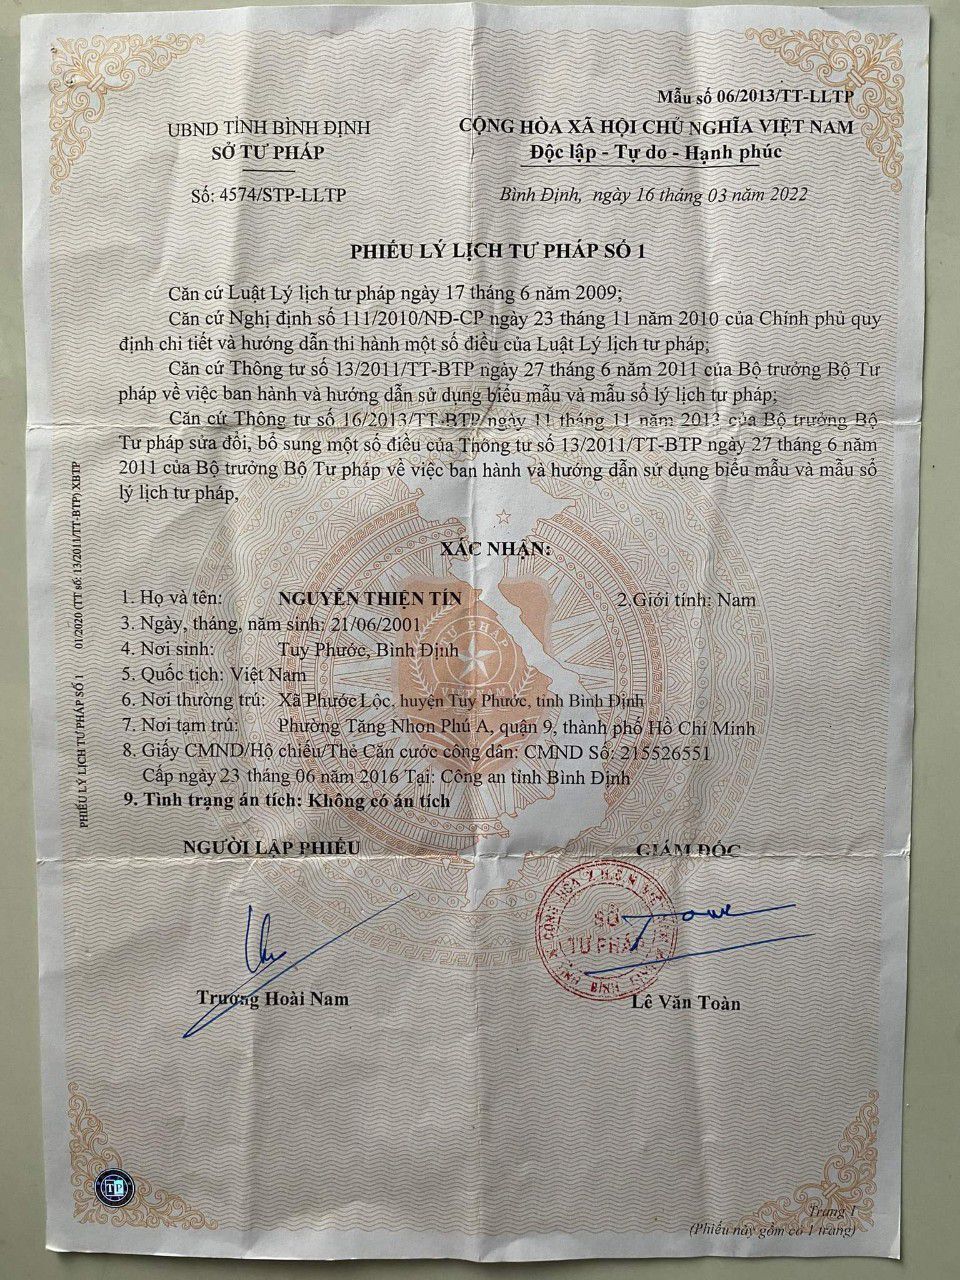 Mẫu số 06/2013/TT-LLTP
UBND TỈNH BÌNH ĐỊNH
SỞ TƯ PHÁP
CỘNG HÒA XÃ HỘI CHỦ NGHĨA VIỆT NAM
Độc lập - Tự do - Hạnh phúc
Số: 4574/STP-LLTP
Bình Định, ngày 16 tháng 03 năm 2022
PHIẾU LÝ LỊCH TƯ PHÁP SỐ 1
Căn cứ Luật Lý lịch tư pháp ngày 17 tháng 6 năm 2009;
Căn cứ Nghị định số 111/2010/NĐ-CP ngày 23 tháng 11 năm 2010 của Chính phủ quy
định chi tiết và hướng dẫn thi hành một số điều của Luật Lý lịch tư pháp;
Căn cứ Thông tư số 13/2011/TT-BTP ngày 27 tháng 6 năm 2011 của Bộ trưởng Bộ Tư
pháp về việc ban hành và hướng dẫn sử dụng biểu mẫu và mẫu sổ lý lịch tư pháp;
Căn cứ Thông tư số 16/2013/TT-BTP ngày 11 tháng 11 năm 2013 của Bộ trưởng Bộ
Tư pháp sửa đổi, bổ sung một số điều của Thông tư số 13/2011/TT-BTP ngày 27 tháng 6 năm
2011 của Bộ trưởng Bộ Tư pháp về việc ban hành và hướng dẫn sử dụng biểu mẫu và mẫu sổ
lý lịch tư pháp,
XÁC NHẬN:
1. Họ và tên: NGUYỄN THIỆN TÍN 2.Giới tính: Nam
3. Ngày, tháng, năm sinh: 21/06/2001
4. Nơi sinh: Tuy Phước, Bình Định
5. Quốc tịch: Việt Nam
6. Nơi thường trú: Xã Phước Lộc, huyện Tuy Phước, tỉnh Bình Định
7. Nơi tạm trú: Phường Tăng Nhơn Phú A, quận 9, thành phố Hồ Chí Minh
8. Giấy CMND/Hộ chiếu/Thẻ Căn cước công dân: CMND Số: 215526551
Cấp ngày 23 tháng 06 năm 2016 Tại: Công an tỉnh Bình Định
9. Tình trạng án tích: Không có án tích
NGƯỜI LẬP PHIẾU
GIÁM ĐỐC
SỞ
TƯ PHÁP
Trương Hoài Nam
Lê Văn Toàn
PHIẾU LÝ LỊCH TƯ PHÁP SỐ 1 01/2020 (TT số: 13/2011/TT-BTP) XBTP
TƯ PHÁP
VIỆT NAM
TP
Trang 1
(Phiếu này gồm có 1 trang)